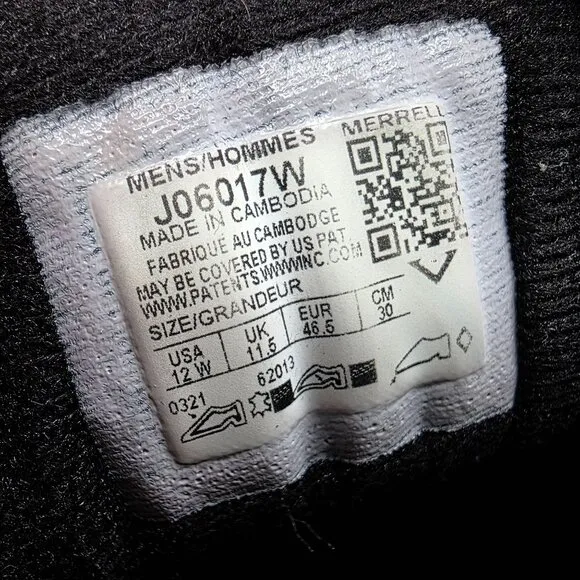 MENS/HOMMES MERRELL
J06017W
MADE IN CAMBODIA
FABRIQUE AU CAMBODGE
MAY BE COVERED BY US PAT
WWW.PATENTS.WWWINC.COM
SIZE/GRANDEUR
USA UK EUR CM
12 W 11.5 46.5 30
0321 62013